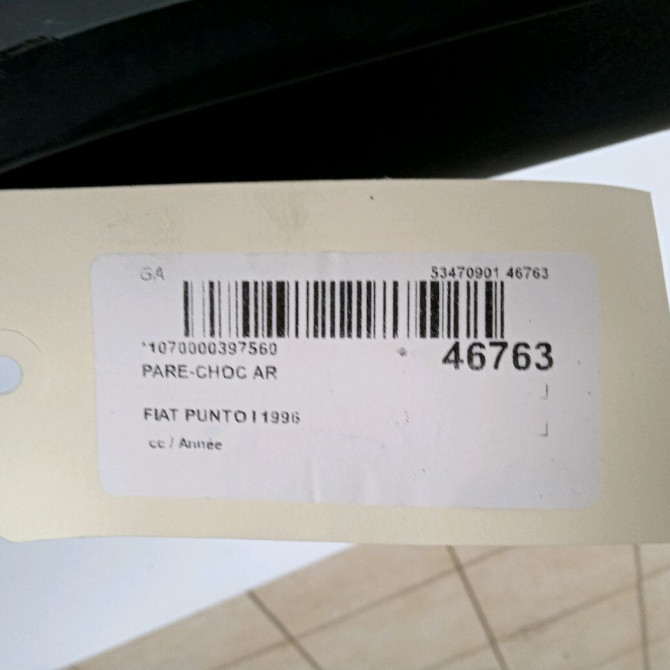 GA 53470901 46763
*1070000397560 46763
PARE-CHOC AR
FIAT PUNTO I 1996
cc / Année